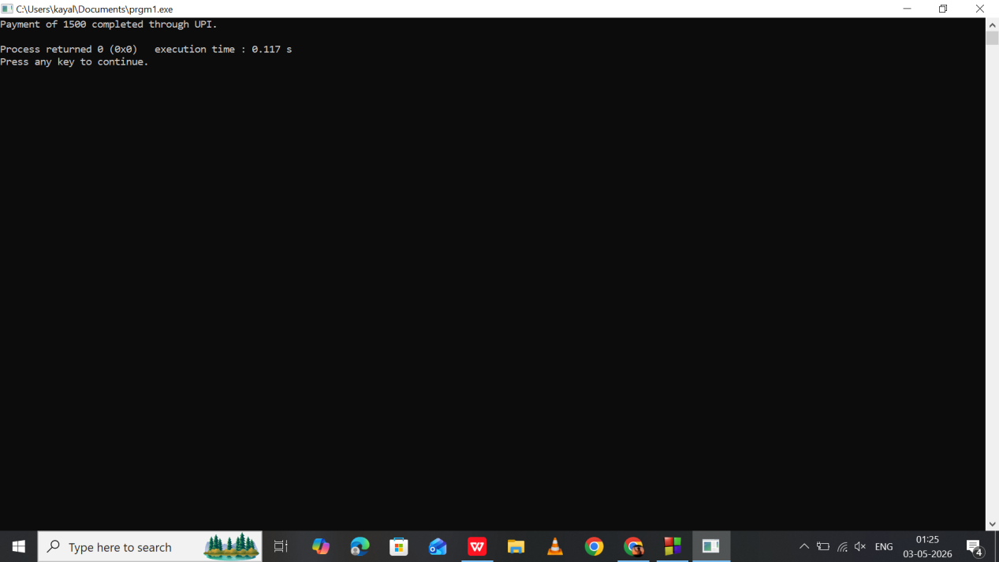 C:\Users\kayal\Documents\prgm1.exe
Payment of 1500 completed through UPI.
Process returned 0 (0x0)   execution time : 0.117 s
Press any key to continue.
Type here to search
W
ENG
01:25
03-05-2026
4